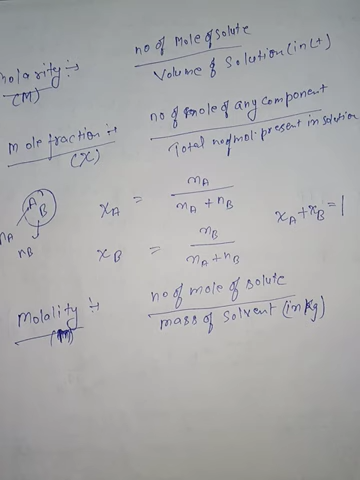 molarity :→ no of Mole of solute / Volume of Solution (in Lt)
(M)
Mole fraction :→ no of mole of any component / Total no of mol. present in solution
(x)
A B
nA
nB
xA = nA / nA + nB
xA + xB = 1
xB = nB / nA + nB
Molality :→ no of mole of solute / mass of solvent (in kg)